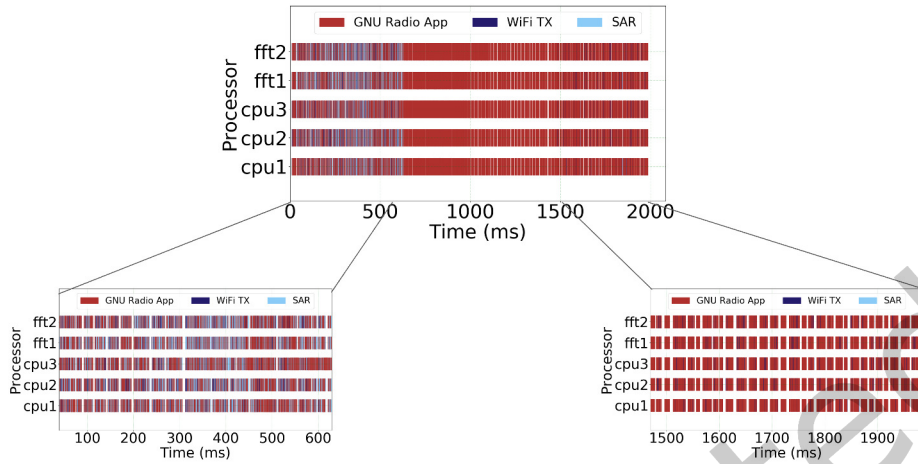 GNU Radio App WiFi TX SAR
Processor
fft2
fft1
cpu3
cpu2
cpu1
0 500 1000 1500 2000
Time (ms)
GNU Radio App WiFi TX SAR
Processor
fft2
fft1
cpu3
cpu2
cpu1
100 200 300 400 500 600
Time (ms)
GNU Radio App WiFi TX SAR
Processor
fft2
fft1
cpu3
cpu2
cpu1
1500 1600 1700 1800 1900
Time (ms)